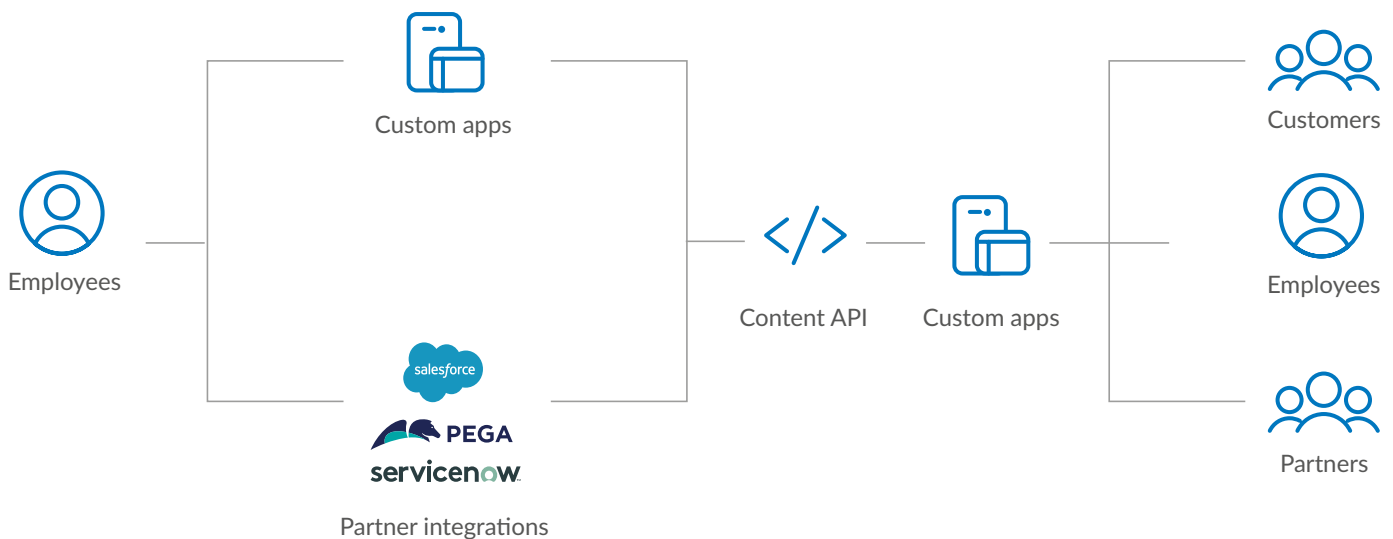 Custom apps
Employees
salesforce
PEGA
servicenow
Partner integrations
Content API
Custom apps
Customers
Employees
Partners